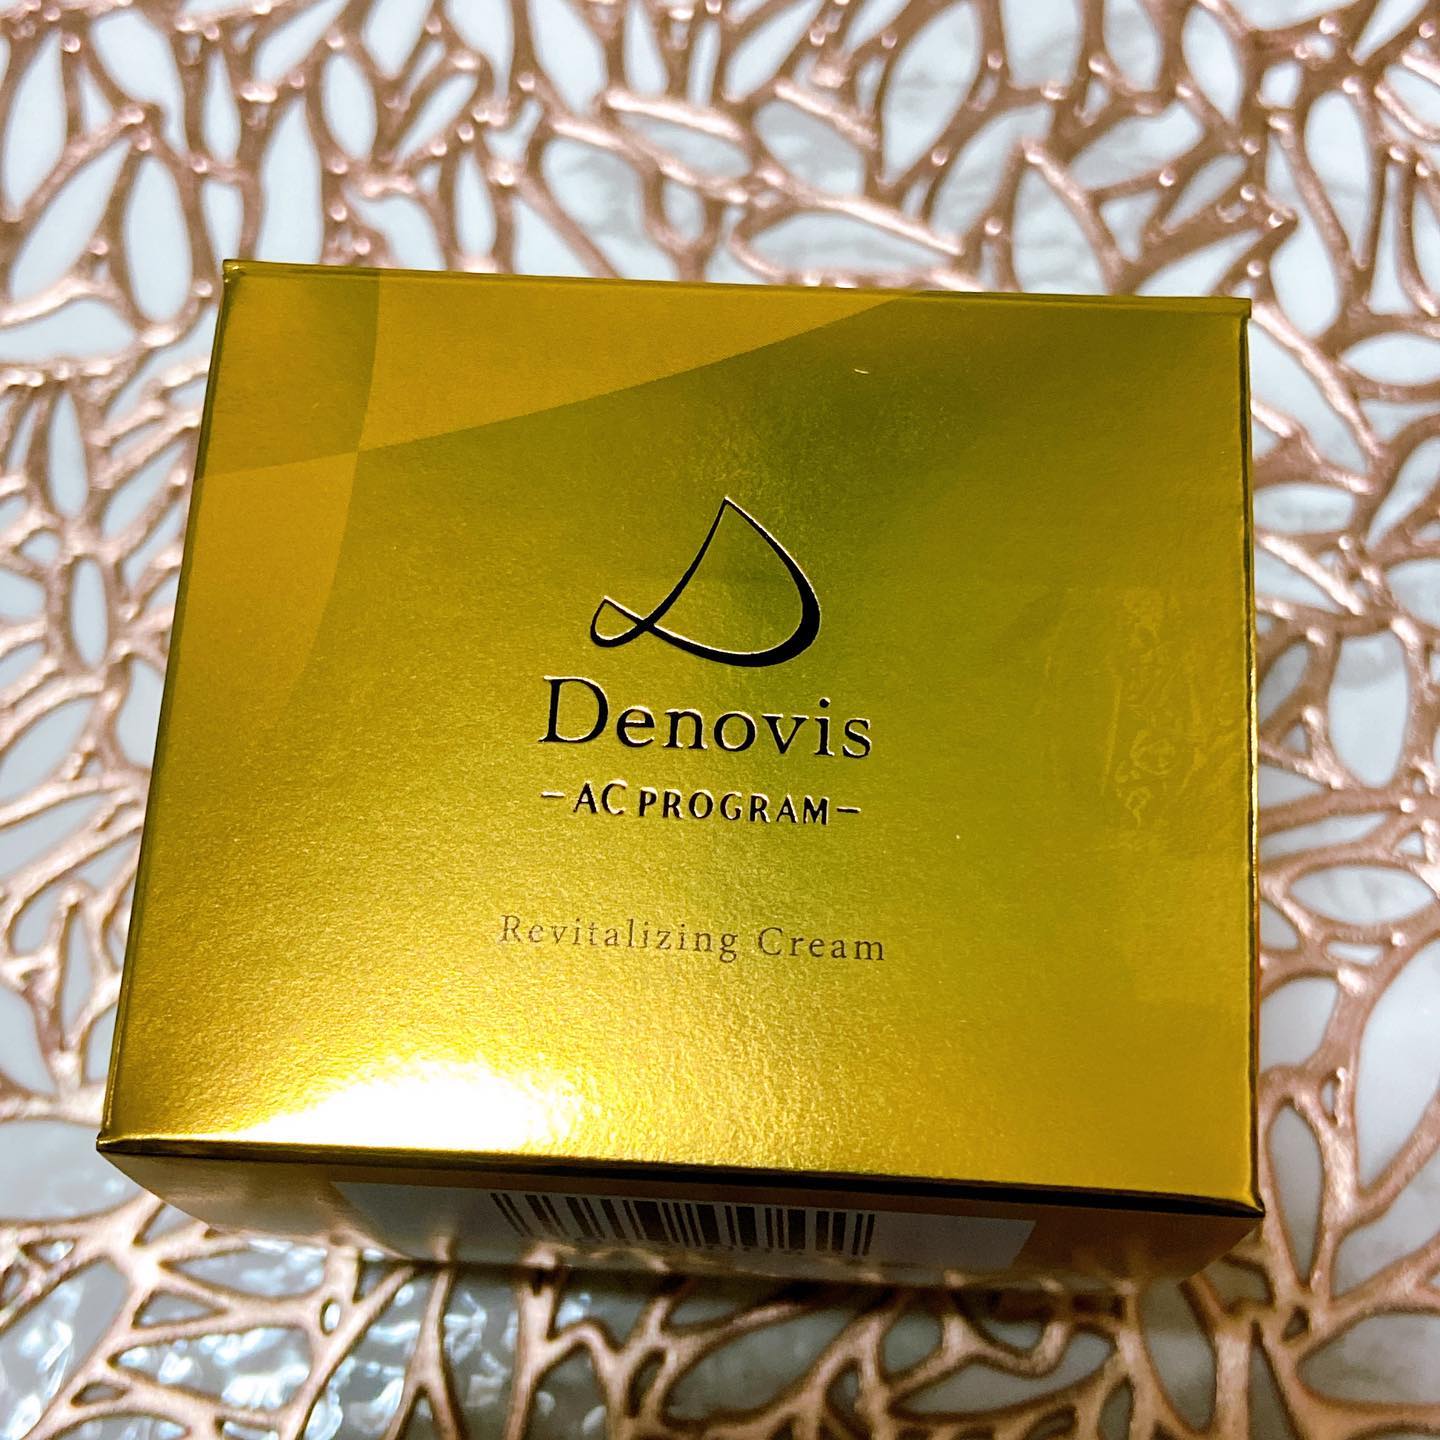 Denovis
-AC PROGRAM-
Revitalizing Cream